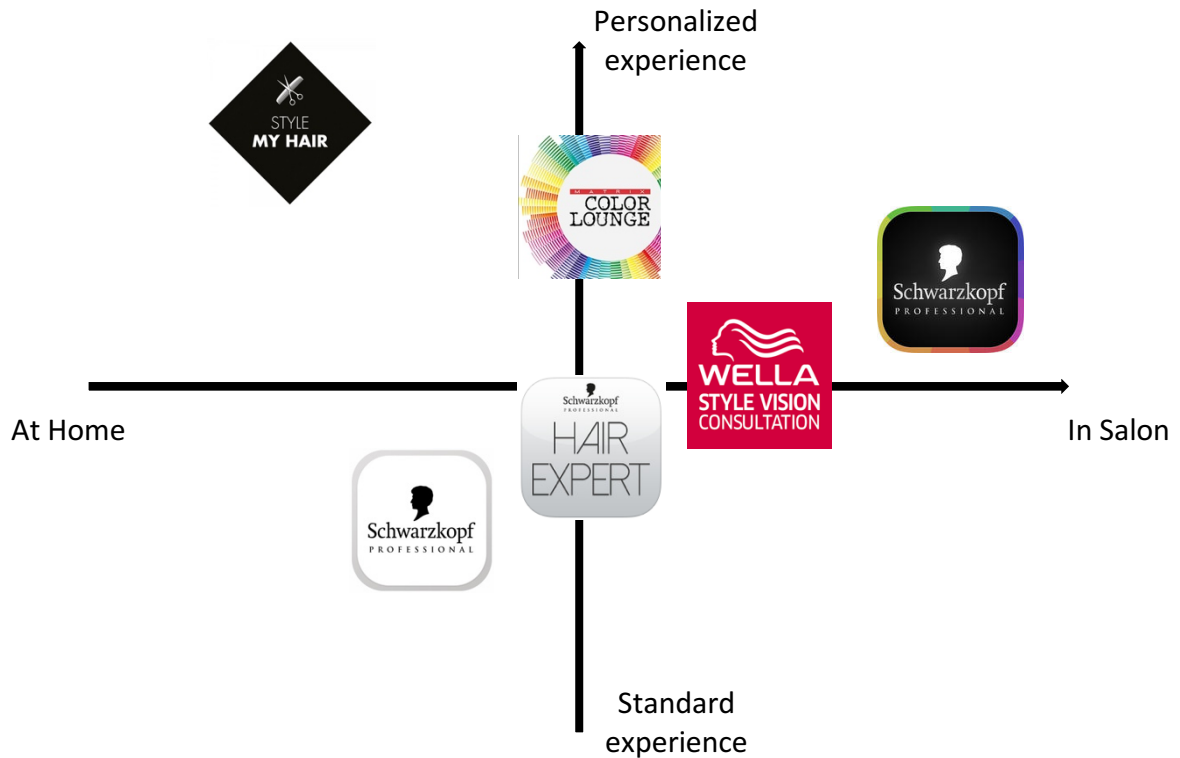 Personalized
experience
STYLE
MY HAIR
MATRIX
COLOR
LOUNGE
Schwarzkopf
PROFESSIONAL
WELLA
STYLE VISION
CONSULTATION
At Home
In Salon
Schwarzkopf
PROFESSIONAL
HAIR
EXPERT
Schwarzkopf
PROFESSIONAL
Standard
experience